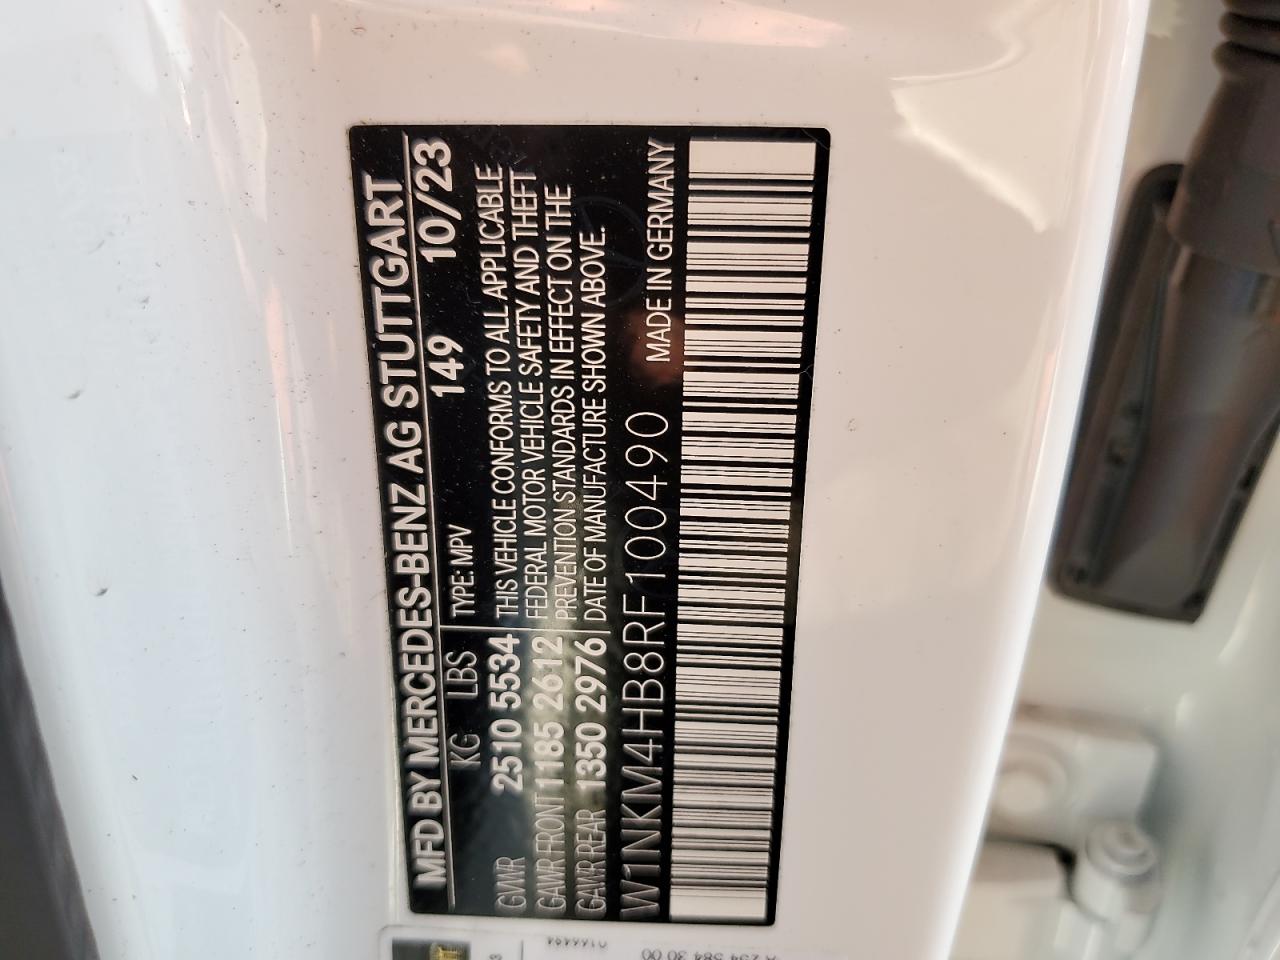 MFD BY MERCEDES-BENZ AG STUTTGART
KG LBS TYPE: MPV 149 10/23
GVWR 2510 5534 THIS VEHICLE CONFORMS TO ALL APPLICABLE
GAWR FRONT 1185 2612 FEDERAL MOTOR VEHICLE SAFETY AND THEFT
PREVENTION STANDARDS IN EFFECT ON THE
GAWR REAR 1350 2976 DATE OF MANUFACTURE SHOWN ABOVE.
W1NKM4HB8RF100490 MADE IN GERMANY